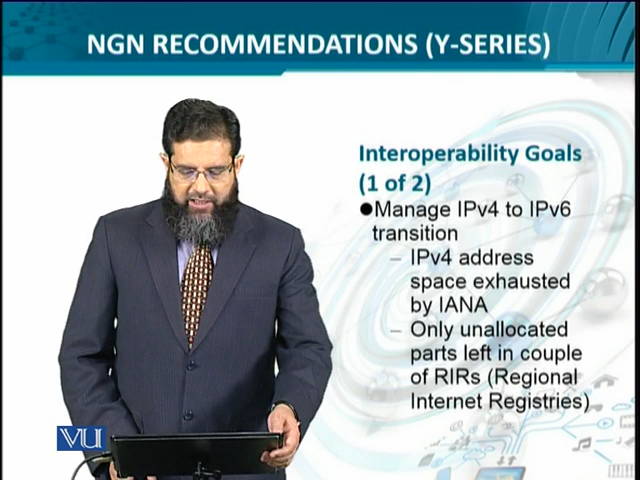 NGN RECOMMENDATIONS (Y-SERIES)
Interoperability Goals
(1 of 2)
●Manage IPv4 to IPv6
transition
– IPv4 address
space exhausted
by IANA
– Only unallocated
parts left in couple
of RIRs (Regional
Internet Registries)
VU